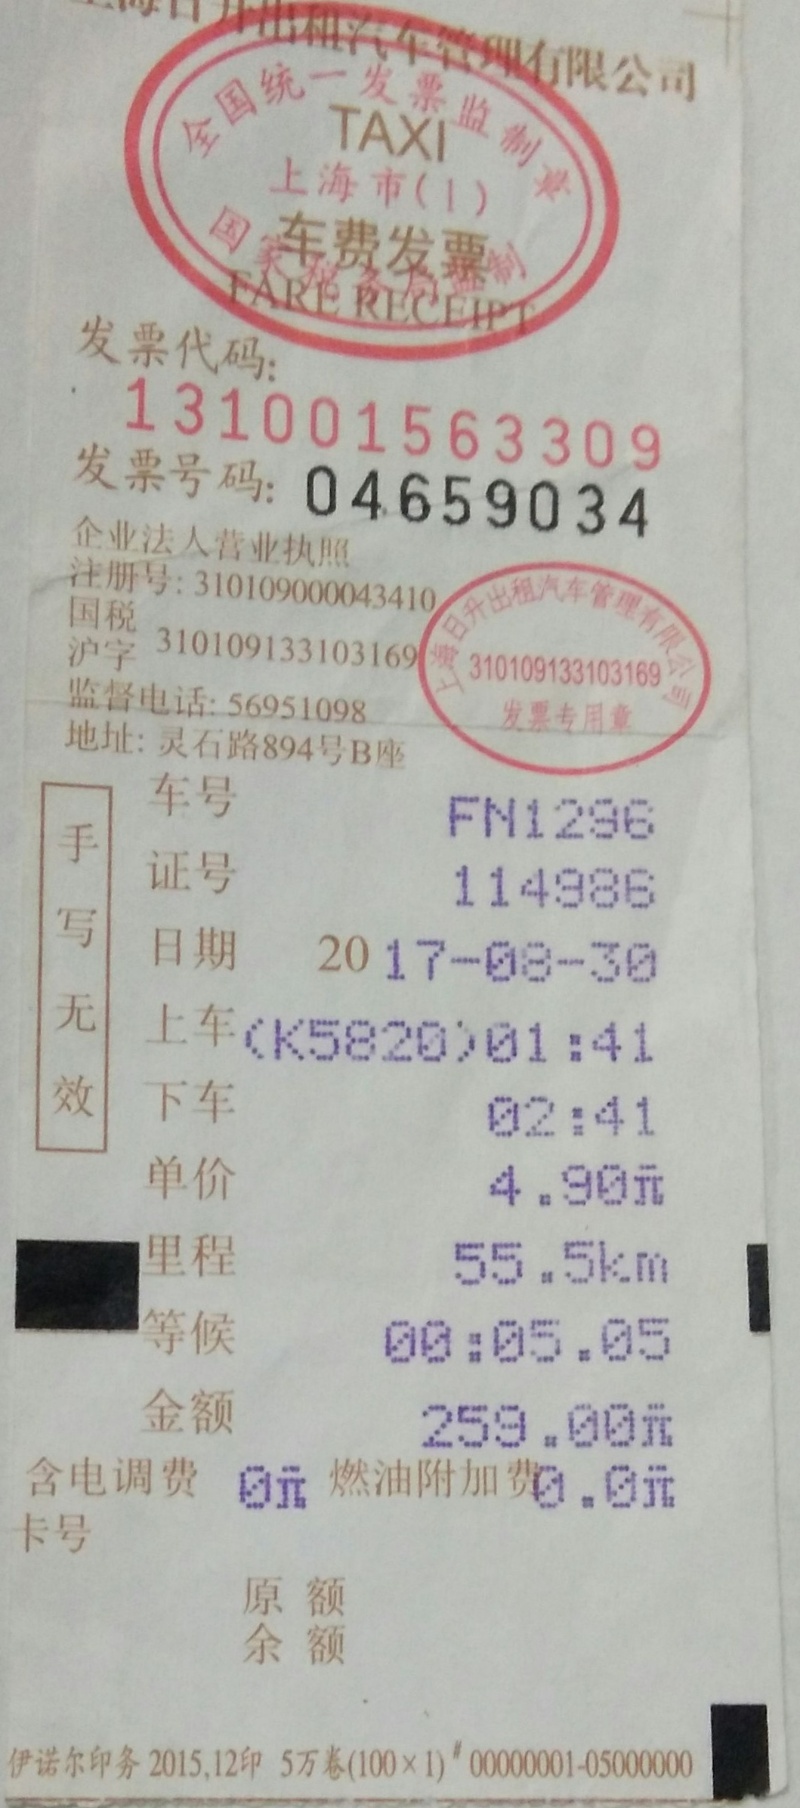 上海日升出租汽车管理有限公司
全国统一发票监制章
TAXI
上海市(1)
车费发票
国家税务局监制
FARE RECEIPT
发票代码:
131001563309
发票号码: 04659034
企业法人营业执照
注册号: 310109000043410
国税
沪字 310109133103169
上海日升出租汽车管理有限公司
310109133103169
发票专用章
监督电话: 56951098
地址: 灵石路894号B座
手写无效
车号 FN1296
证号 114986
日期 2017-08-30
上车(K5820)01:41
下车 02:41
单价 4.90元
里程 55.5km
等候 00:05.05
金额 259.00元
含电调费 0元 燃油附加费0.0元
卡号
原 额
余 额
伊诺尔印务 2015,12印 5万卷(100×1)# 00000001-05000000